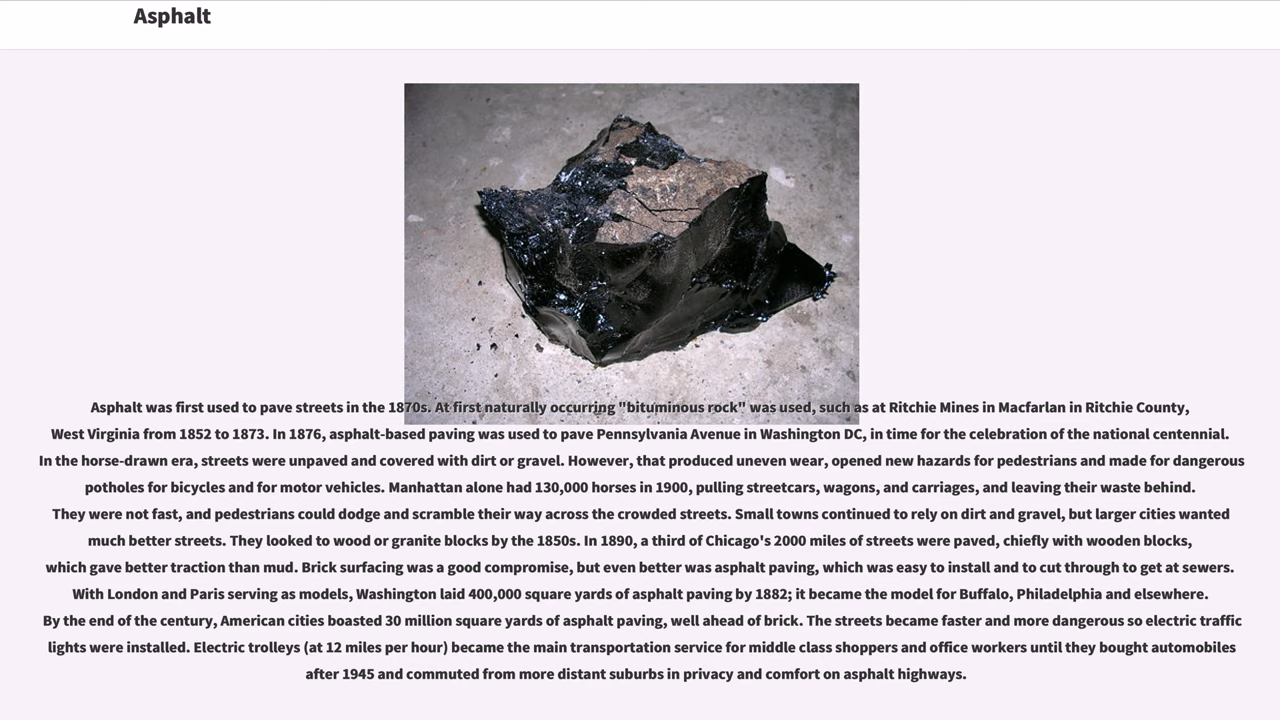 Asphalt
Asphalt was first used to pave streets in the 1870s. At first naturally occurring "bituminous rock" was used, such as at Ritchie Mines in Macfarlan in Ritchie County,
West Virginia from 1852 to 1873. In 1876, asphalt-based paving was used to pave Pennsylvania Avenue in Washington DC, in time for the celebration of the national centennial.
In the horse-drawn era, streets were unpaved and covered with dirt or gravel. However, that produced uneven wear, opened new hazards for pedestrians and made for dangerous
potholes for bicycles and for motor vehicles. Manhattan alone had 130,000 horses in 1900, pulling streetcars, wagons, and carriages, and leaving their waste behind.
They were not fast, and pedestrians could dodge and scramble their way across the crowded streets. Small towns continued to rely on dirt and gravel, but larger cities wanted
much better streets. They looked to wood or granite blocks by the 1850s. In 1890, a third of Chicago's 2000 miles of streets were paved, chiefly with wooden blocks,
which gave better traction than mud. Brick surfacing was a good compromise, but even better was asphalt paving, which was easy to install and to cut through to get at sewers.
With London and Paris serving as models, Washington laid 400,000 square yards of asphalt paving by 1882; it became the model for Buffalo, Philadelphia and elsewhere.
By the end of the century, American cities boasted 30 million square yards of asphalt paving, well ahead of brick. The streets became faster and more dangerous so electric traffic
lights were installed. Electric trolleys (at 12 miles per hour) became the main transportation service for middle class shoppers and office workers until they bought automobiles
after 1945 and commuted from more distant suburbs in privacy and comfort on asphalt highways.